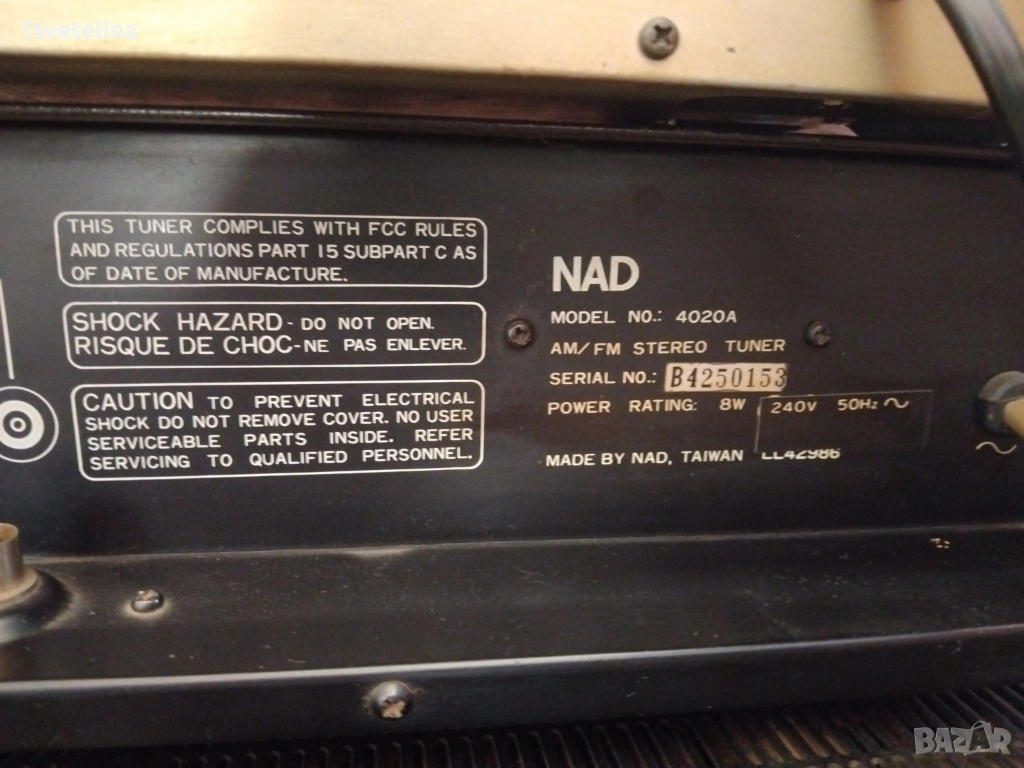 Tsvetelina
THIS TUNER COMPLIES WITH FCC RULES
AND REGULATIONS PART 15 SUBPART C AS
OF DATE OF MANUFACTURE.
SHOCK HAZARD - DO NOT OPEN.
RISQUE DE CHOC-NE PAS ENLEVER.
CAUTION TO PREVENT ELECTRICAL
SHOCK DO NOT REMOVE COVER. NO USER
SERVICEABLE PARTS INSIDE. REFER
SERVICING TO QUALIFIED PERSONNEL.
NAD
MODEL NO.: 4020A
AM/FM STEREO TUNER
SERIAL NO.: B4250153
POWER RATING: 8W 240V 50Hz ~
MADE BY NAD, TAIWAN LL42986
~
BAZAR